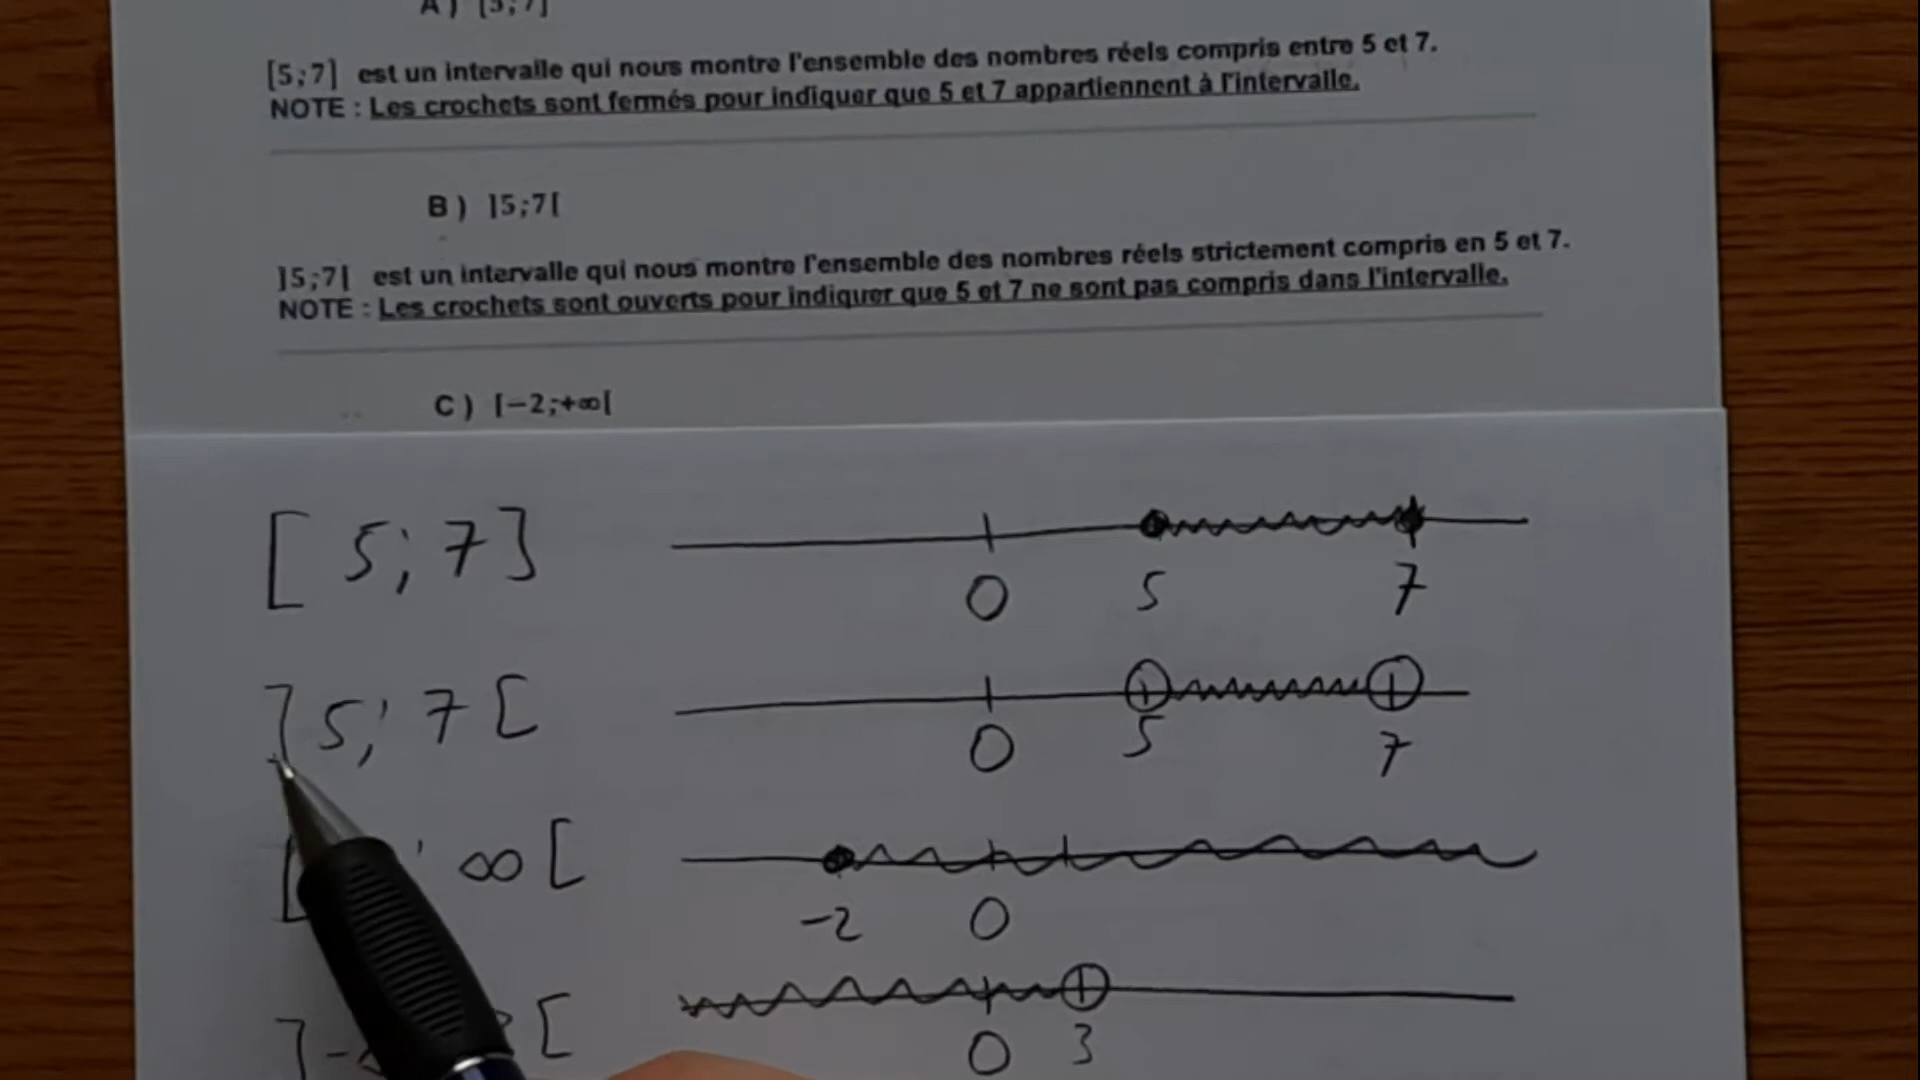 A) [5;7]
[5;7] est un intervalle qui nous montre l'ensemble des nombres réels compris entre 5 et 7.
NOTE : Les crochets sont fermés pour indiquer que 5 et 7 appartiennent à l'intervalle.
B) ]5;7[
]5;7[ est un intervalle qui nous montre l'ensemble des nombres réels strictement compris en 5 et 7.
NOTE : Les crochets sont ouverts pour indiquer que 5 et 7 ne sont pas compris dans l'intervalle.
C) [−2;+∞[
[5;7]
0 5 7
]5;7[
0 5 7
[ ∞[
-2 0
]- [
0 3